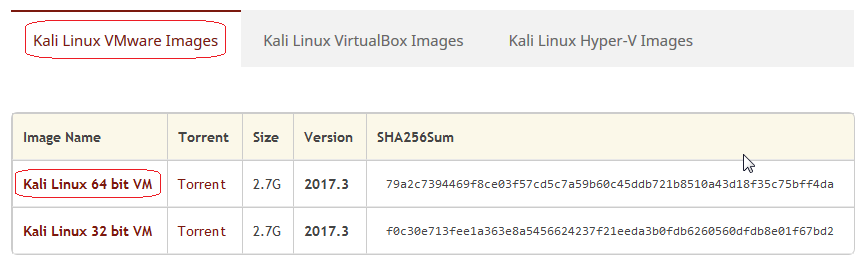 Kali Linux VMware Images Kali Linux VirtualBox Images Kali Linux Hyper-V Images
Image Name Torrent Size Version SHA256Sum
Kali Linux 64 bit VM Torrent 2.7G 2017.3 79a2c7394469f8ce03f57cd5c7a59b60c45ddb721b8510a43d18f35c75bff4da
Kali Linux 32 bit VM Torrent 2.7G 2017.3 f0c30e713fee1a363e8a5456624237f21eeda3b0fdb6260560dfdb8e01f67bd2